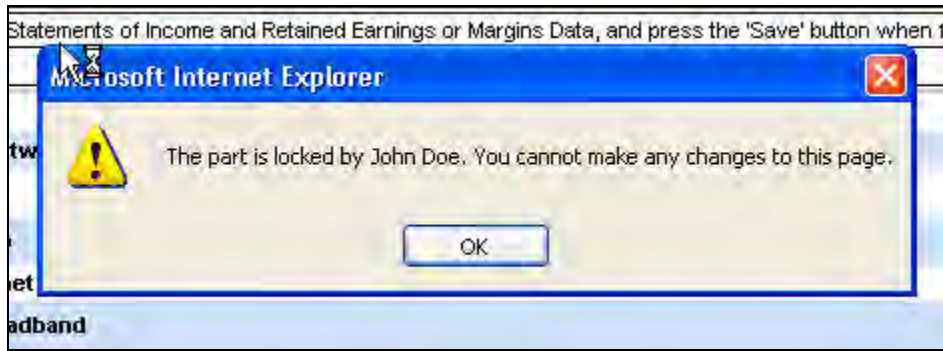 Statements of Income and Retained Earnings or Margins Data, and press the 'Save' button when
Microsoft Internet Explorer
The part is locked by John Doe. You cannot make any changes to this page.
OK
adband